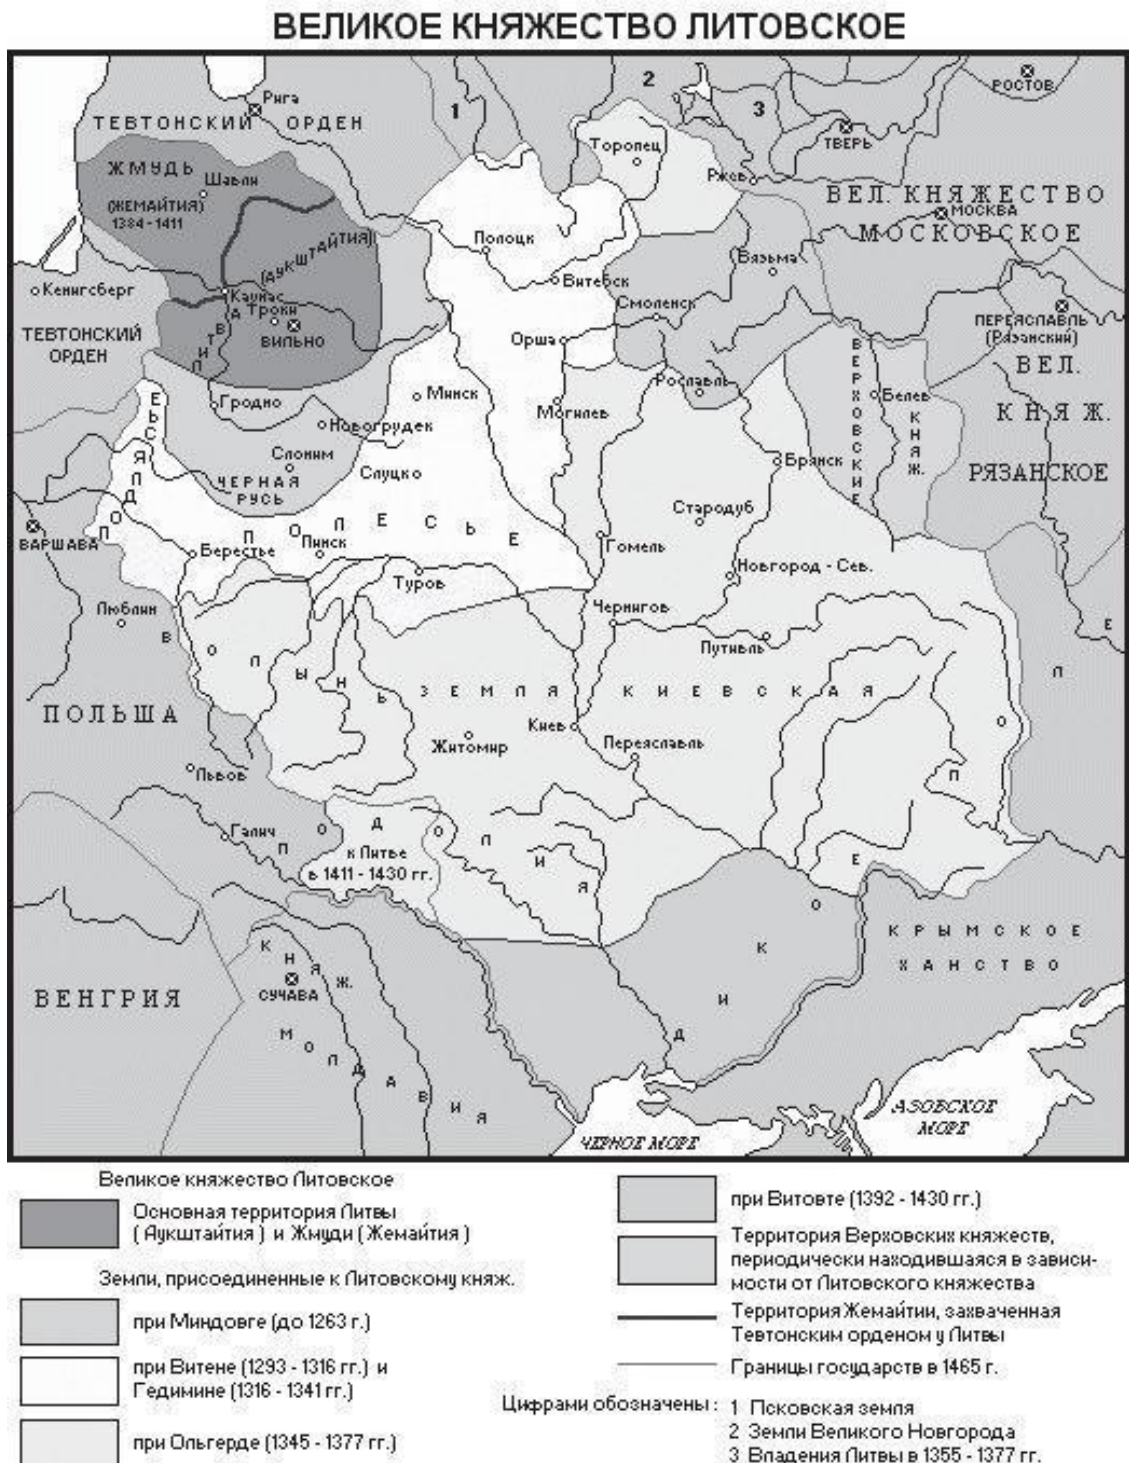 ВЕЛИКОЕ КНЯЖЕСТВО ЛИТОВСКОЕ
2
РОСТОВ
1
3
Рига
ТЕВТОНСКИЙ ОРДЕН
ТВЕРЬ
Торопец
ЖМУДЬ
Шавли
Ржев
(ЖЕМАЙТИЯ)
1384-1411
ВЕЛ. КНЯЖЕСТВО
МОСКВА
МОСКОВСКОЕ
(АУКШТАЙТИЯ)
Полоцк
Вязьма
Витебск
Кенигсберг
Каунас
Смоленск
Троки
ЛИТВА
ВИЛЬНО
ПЕРЕЯСЛАВЛЬ
(Рязанский)
ТЕВТОНСКИЙ
ОРДЕН
Орша
ВЕЛ.
КНЯЖ.
РЯЗАНСКОЕ
Рославль
ВЕРХОВСКИЕ
КНЯЖ.
Белев
Минск
Гродно
Могилев
Новогрудек
Слоним
Слуцк
ЧЕРНАЯ
РУСЬ
Брянск
ПОДЛЯСЬЕ
Стародуб
ВАРШАВА
ПОЛЕСЬЕ
Берестье
Пинск
Гомель
Туров
Новгород - Сев.
Люблин
Чернигов
Путивль
ВОЛЫНЬ
ЗЕМЛЯ КИЕВСКАЯ
ПОЛЬША
Киев
Житомир
Переяславль
Львов
ДИКОЕ ПОЛЕ
Галич
ПОДОЛИЯ
к Литве
в 1411 - 1430 гг.
КРЫМСКОЕ
ХАНСТВО
КНЯЖ.
СУЧАВА
ВЕНГРИЯ
МОЛДАВИЯ
АЗОВСКОЕ
МОРЕ
ЧЕРНОЕ МОРЕ
Великое княжество Литовское
Основная территория Литвы
(Аукштайтия) и Жмуди (Жемайтия)
Земли, присоединенные к Литовскому княж.
при Миндовге (до 1263 г.)
при Витене (1293 - 1316 гг.) и
Гедимине (1316 - 1341 гг.)
при Ольгерде (1345 - 1377 гг.)
при Витовте (1392 - 1430 гг.)
Территория Верховских княжеств,
периодически находившаяся в зависи-
мости от Литовского княжества
Территория Жемайтии, захваченная
Тевтонским орденом у Литвы
Границы государств в 1465 г.
Цифрами обозначены: 1 Псковская земля
2 Земли Великого Новгорода
3 Владения Литвы в 1355 - 1377 гг.